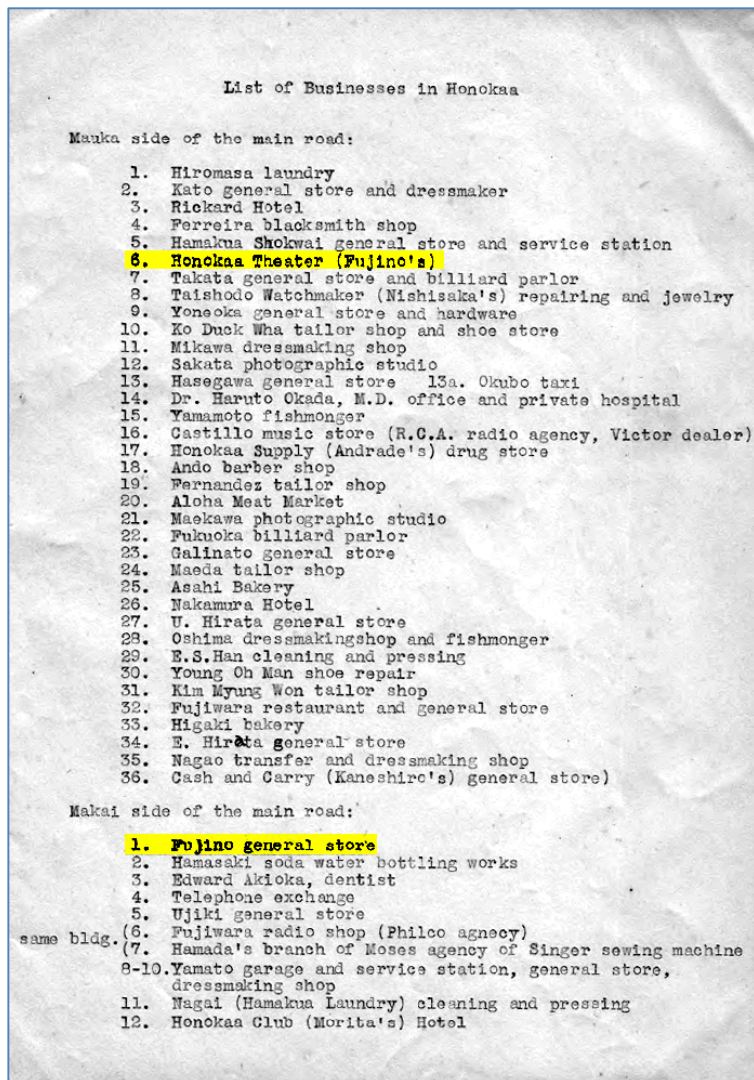 List of Businesses in Honokaa
Mauka side of the main road:
1. Hiromasa laundry
2. Kato general store and dressmaker
3. Rickard Hotel
4. Ferreira blacksmith shop
5. Hamakua Shokwai general store and service station
6. Honokaa Theater (Fujino's)
7. Takata general store and billiard parlor
8. Taishodo Watchmaker (Nishisaka's) repairing and jewelry
9. Yoneoka general store and hardware
10. Ko Duck Wha tailor shop and shoe store
11. Mikawa dressmaking shop
12. Sakata photographic studio
13. Hasegawa general store 13a. Okubo taxi
14. Dr. Haruto Okada, M.D. office and private hospital
15. Yamamoto fishmonger
16. Castillo music store (R.C.A. radio agency, Victor dealer)
17. Honokaa Supply (Andrade's) drug store
18. Ando barber shop
19. Fernandez tailor shop
20. Aloha Meat Market
21. Maekawa photographic studio
22. Fukuoka billiard parlor
23. Galinato general store
24. Maeda tailor shop
25. Asahi Bakery
26. Nakamura Hotel
27. U. Hirata general store
28. Oshima dressmakingshop and fishmonger
29. E.S.Han cleaning and pressing
30. Young Oh Man shoe repair
31. Kim Myung Won tailor shop
32. Fujiwara restaurant and general store
33. Higaki bakery
34. E. Hirata general store
35. Nagao transfer and dressmaking shop
36. Cash and Carry (Kaneshiro's) general store)
Makai side of the main road:
1. Fujino general store
2. Hamasaki soda water bottling works
3. Edward Akioka, dentist
4. Telephone exchange
5. Ujiki general store
(6. Fujiwara radio shop (Philco agnecy)
same bldg.(7. Hamada's branch of Moses agency of Singer sewing machine
8-10.Yamato garage and service station, general store,
dressmaking shop
11. Nagai (Hamakua Laundry) cleaning and pressing
12. Honokaa Club (Morita's) Hotel